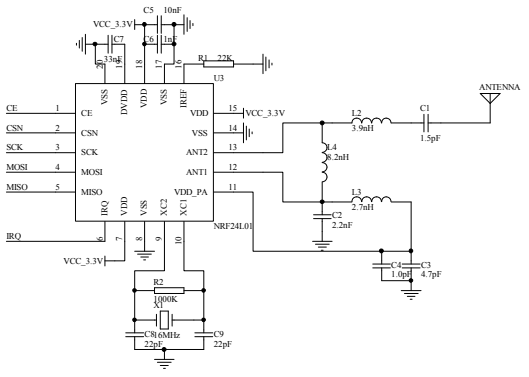 C5 10nF
VCC_3.3V
C7
C6 1nF
33nF
R1 22K
20 19 18 17 16
U3
VSS DVDD VDD VSS IREF
ANTENNA
CE 1 CE VDD 15 VCC_3.3V
L2 C1
3.9nH 1.5pF
CSN 2 CSN VSS 14
SCK 3 SCK ANT2 13
L4
8.2nH
MOSI 4 MOSI ANT1 12
MISO 5 MISO VDD_PA 11
L3
2.7nH
IRQ VDD VSS XC2 XC1
C2
2.2nF
NRF24L01
IRQ 6 7 8 9 10
VCC_3.3V
C4 C3
1.0pF 4.7pF
R2
1000K
X1
C8 16MHz C9
22pF 22pF